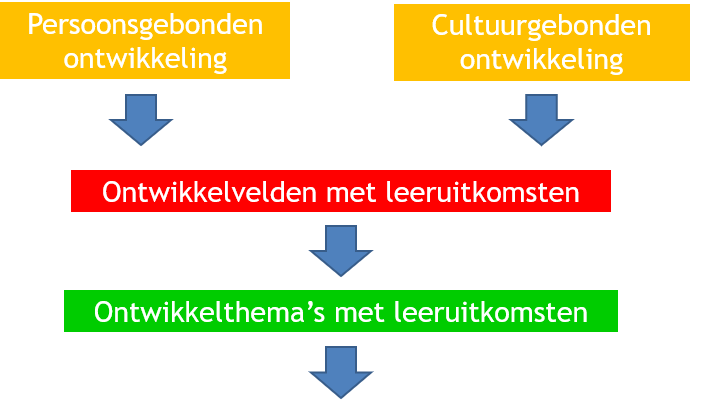 Persoonsgebonden
ontwikkeling
Cultuurgebonden
ontwikkeling
Ontwikkelvelden met leeruitkomsten
Ontwikkelthema's met leeruitkomsten